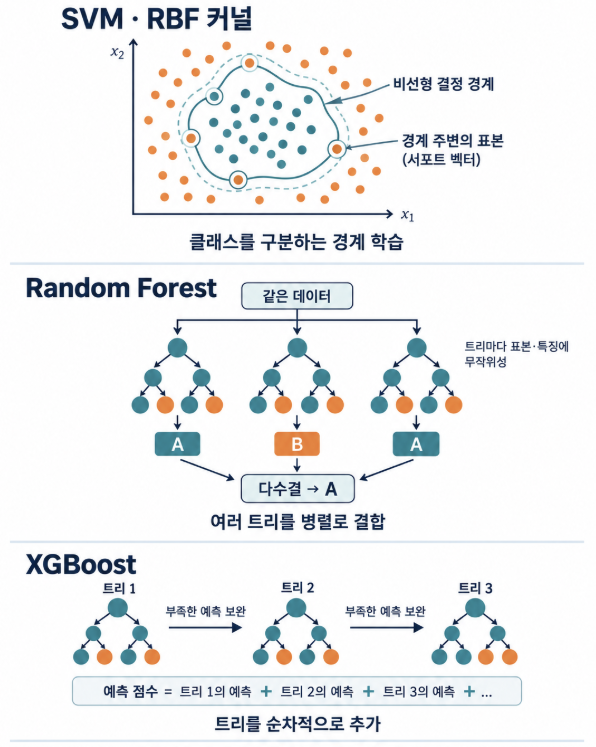 SVM · RBF 커널
x₂
비선형 결정 경계
경계 주변의 표본
(서포트 벡터)
x₁
클래스를 구분하는 경계 학습
Random Forest
같은 데이터
트리마다 표본·특징에
무작위성
A
B
A
다수결 → A
여러 트리를 병렬로 결합
XGBoost
트리 1
트리 2
트리 3
부족한 예측 보완
부족한 예측 보완
예측 점수 = 트리 1의 예측 + 트리 2의 예측 + 트리 3의 예측 + ...
트리를 순차적으로 추가